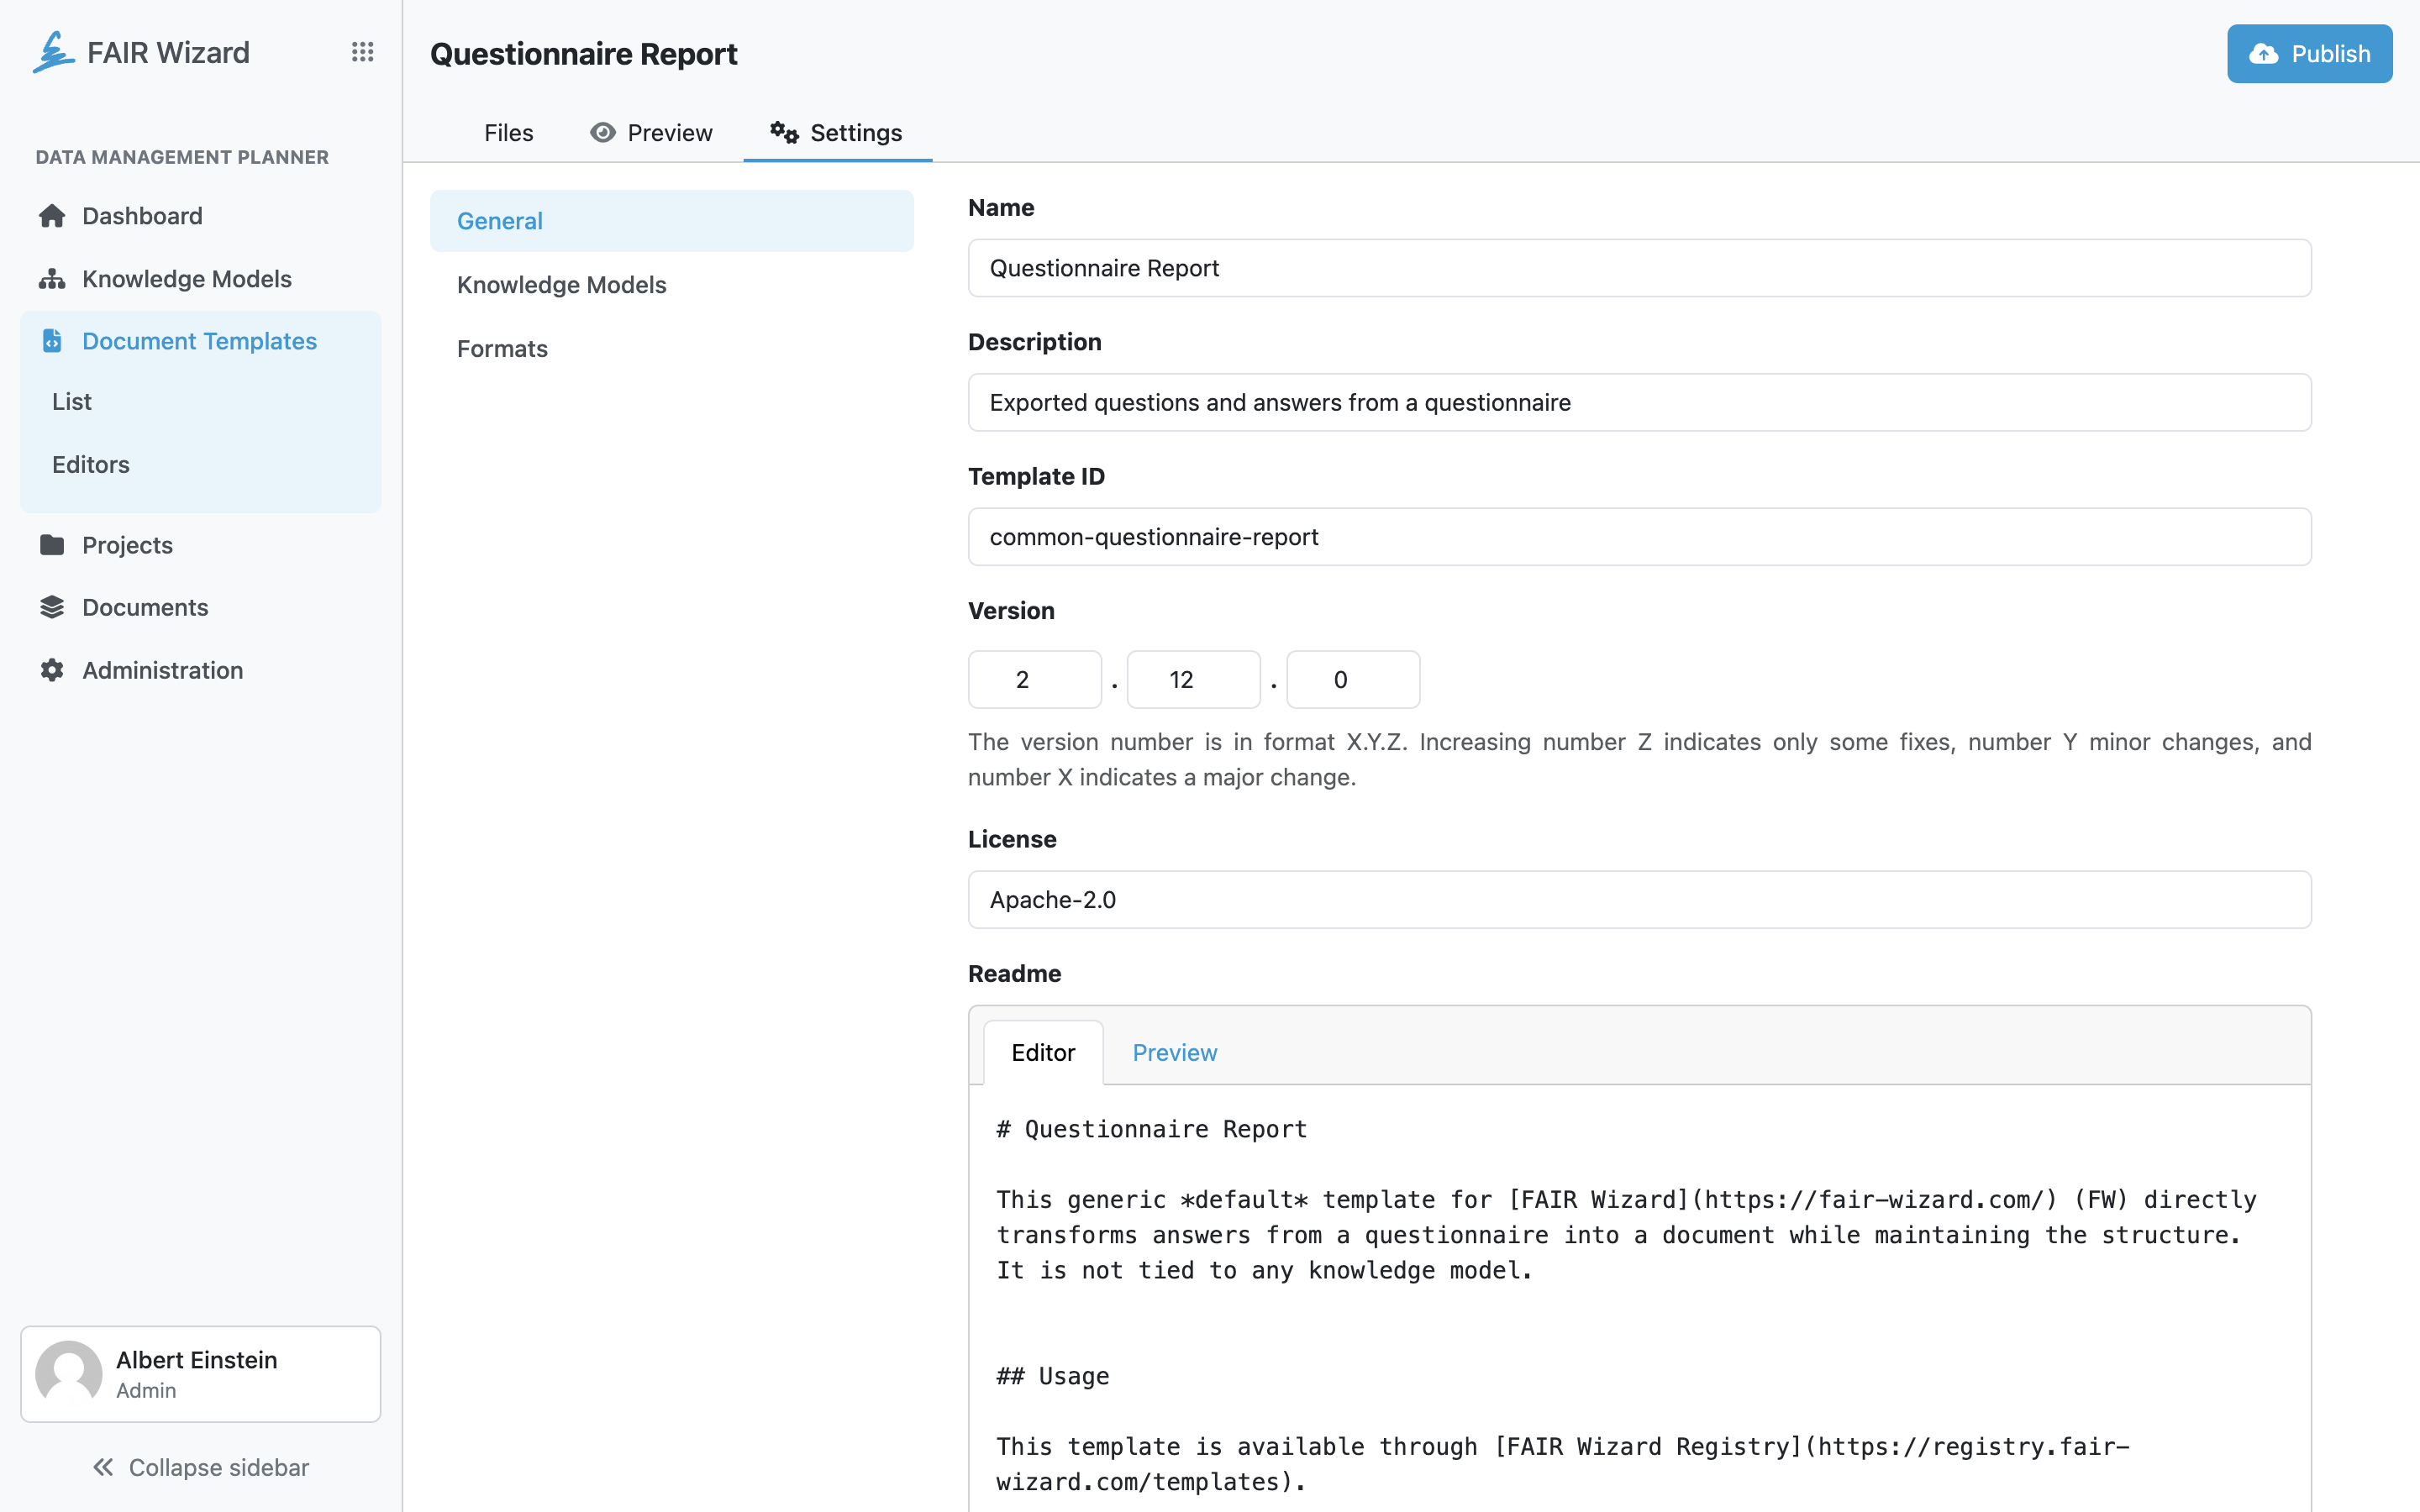 FAIR Wizard
DATA MANAGEMENT PLANNER
Dashboard
Knowledge Models
Document Templates
List
Editors
Projects
Documents
Administration
Albert Einstein
Admin
Collapse sidebar
Questionnaire Report
Publish
Files
Preview
Settings
General
Knowledge Models
Formats
Name
Questionnaire Report
Description
Exported questions and answers from a questionnaire
Template ID
common-questionnaire-report
Version
2 . 12 . 0
The version number is in format X.Y.Z. Increasing number Z indicates only some fixes, number Y minor changes, and
number X indicates a major change.
License
Apache-2.0
Readme
Editor
Preview
# Questionnaire Report
This generic *default* template for [FAIR Wizard](https://fair-wizard.com/) (FW) directly
transforms answers from a questionnaire into a document while maintaining the structure.
It is not tied to any knowledge model.
## Usage
This template is available through [FAIR Wizard Registry](https://registry.fair-
wizard.com/templates).